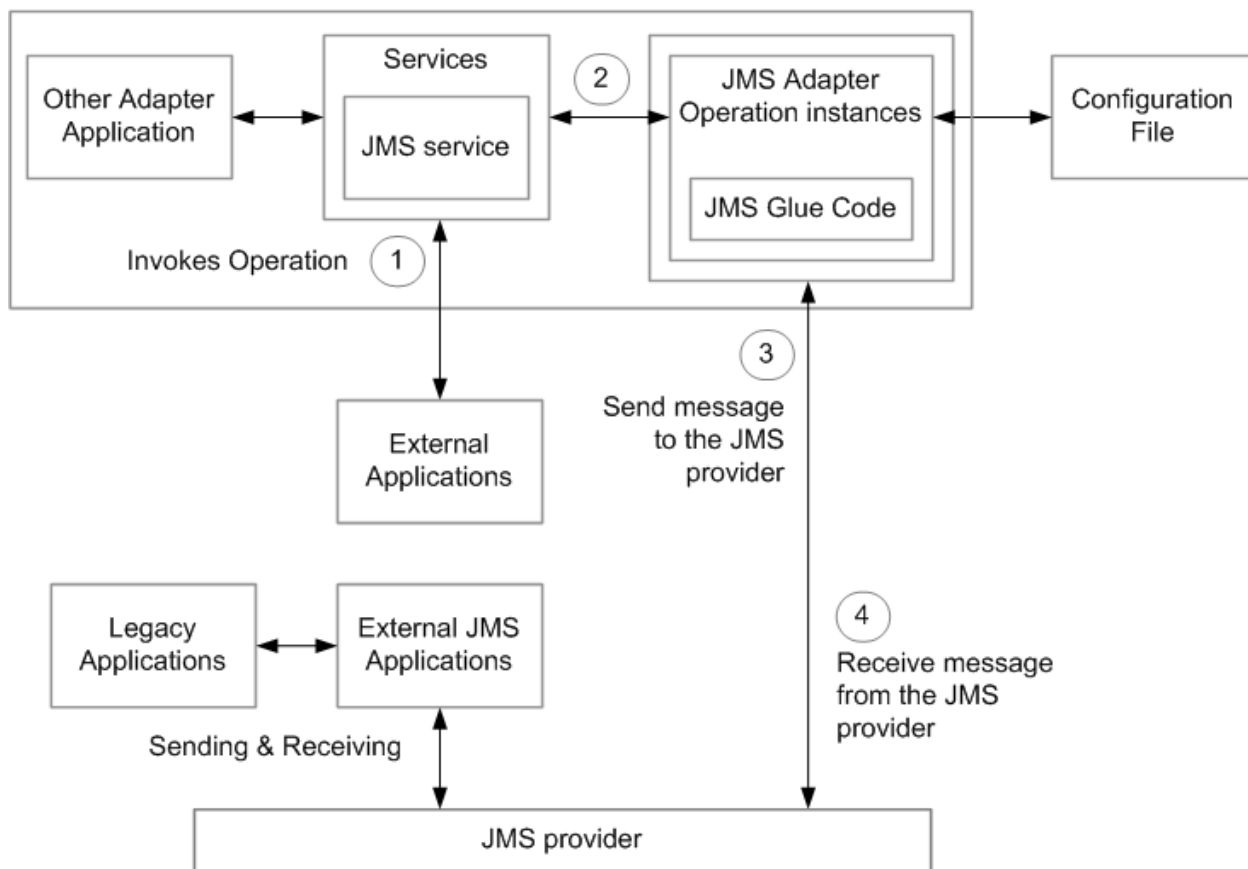 Other Adapter
Application
Services
JMS service
2
JMS Adapter
Operation instances
JMS Glue Code
Configuration
File
Invokes Operation
1
External
Applications
3
Send message
to the JMS
provider
4
Receive message
from the JMS
provider
Legacy
Applications
External JMS
Applications
Sending & Receiving
JMS provider